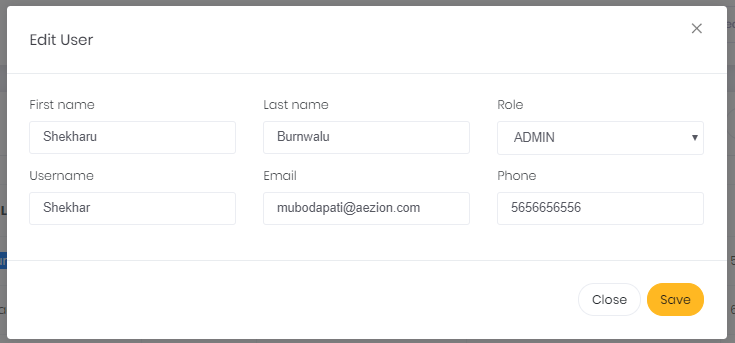 Edit User
First name Last name Role
Shekharu Burnwalu ADMIN
Username Email Phone
Shekhar mubodapati@aezion.com 5656656556
Close Save